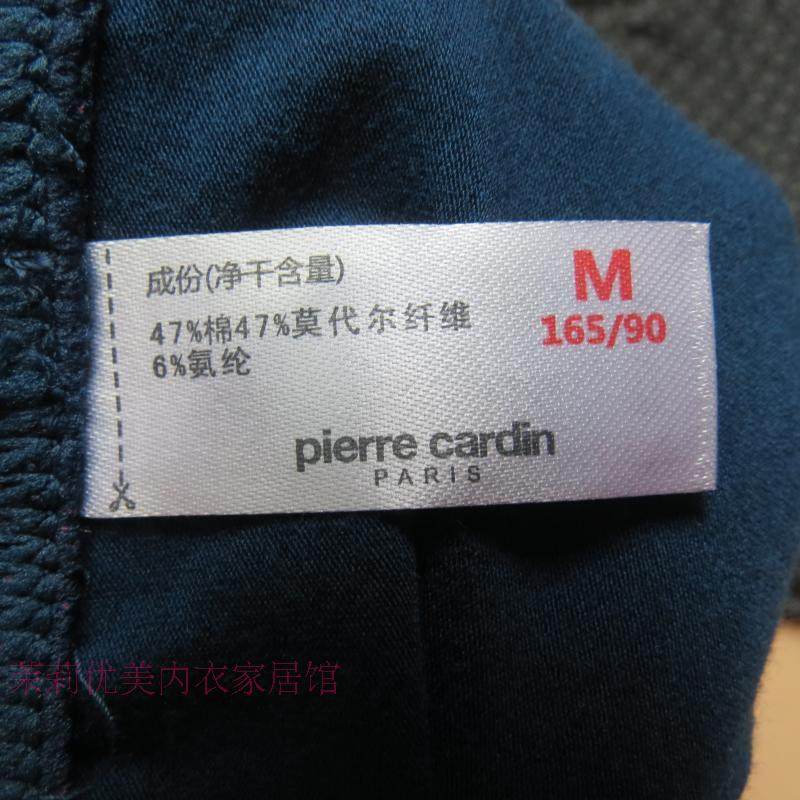 成份(净干含量)
47%棉47%莫代尔纤维
6%氨纶
M
165/90
pierre cardin
PARIS
茉莉优美内衣家居馆